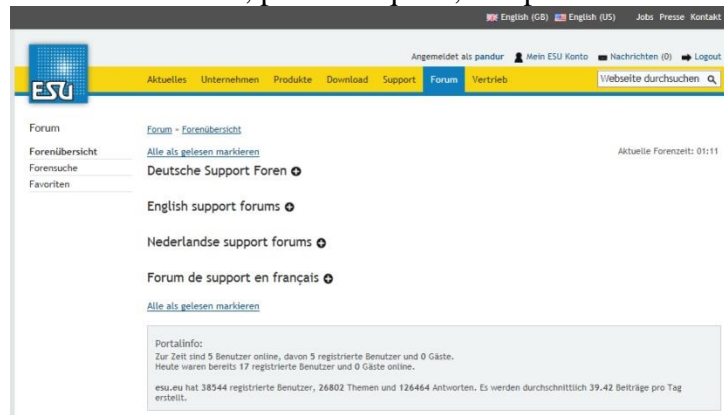 English (GB) English (US) Jobs Presse Kontakt
Angemeldet als pandur Mein ESU Konto Nachrichten (0) Logout
ESU
Aktuelles Unternehmen Produkte Download Support Forum Vertrieb Webseite durchsuchen
Forum
Forenübersicht
Forensuche
Favoriten
Forum - Forenübersicht
Alle als gelesen markieren Aktuelle Forenzeit: 01:11
Deutsche Support Foren
English support forums
Nederlandse support forums
Forum de support en français
Alle als gelesen markieren
Portalinfo:
Zur Zeit sind 5 Benutzer online, davon 5 registrierte Benutzer und 0 Gäste.
Heute waren bereits 17 registrierte Benutzer und 0 Gäste online.
esu.eu hat 38544 registrierte Benutzer, 26802 Themen und 126464 Antworten. Es werden durchschnittlich 39.42 Beiträge pro Tag
erstellt.